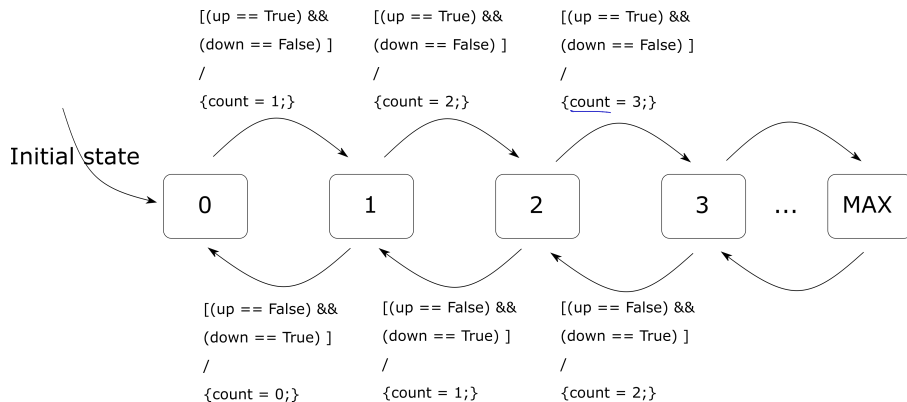 [(up == True) &&
(down == False) ]
/
{count = 1;}
[(up == True) &&
(down == False) ]
/
{count = 2;}
[(up == True) &&
(down == False) ]
/
{count = 3;}
Initial state
0
1
2
3
...
MAX
[(up == False) &&
(down == True) ]
/
{count = 0;}
[(up == False) &&
(down == True) ]
/
{count = 1;}
[(up == False) &&
(down == True) ]
/
{count = 2;}